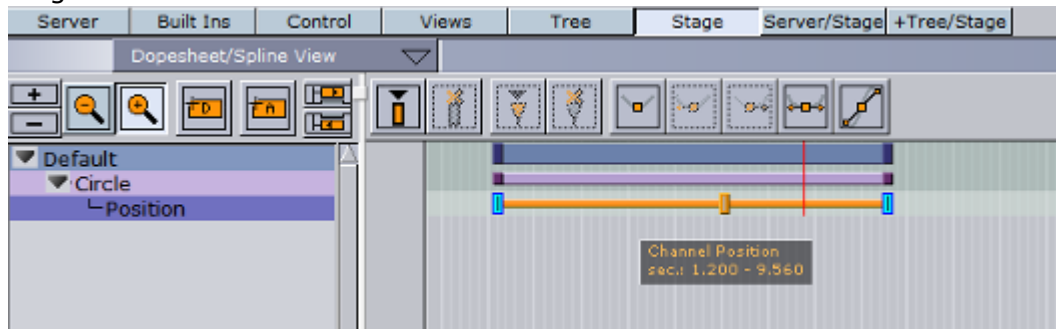 Server Built Ins Control Views Tree Stage Server/Stage +Tree/Stage
Dopesheet/Spline View
D A
Default
Circle
Position
Channel Position
sec.: 1.200 - 9.560